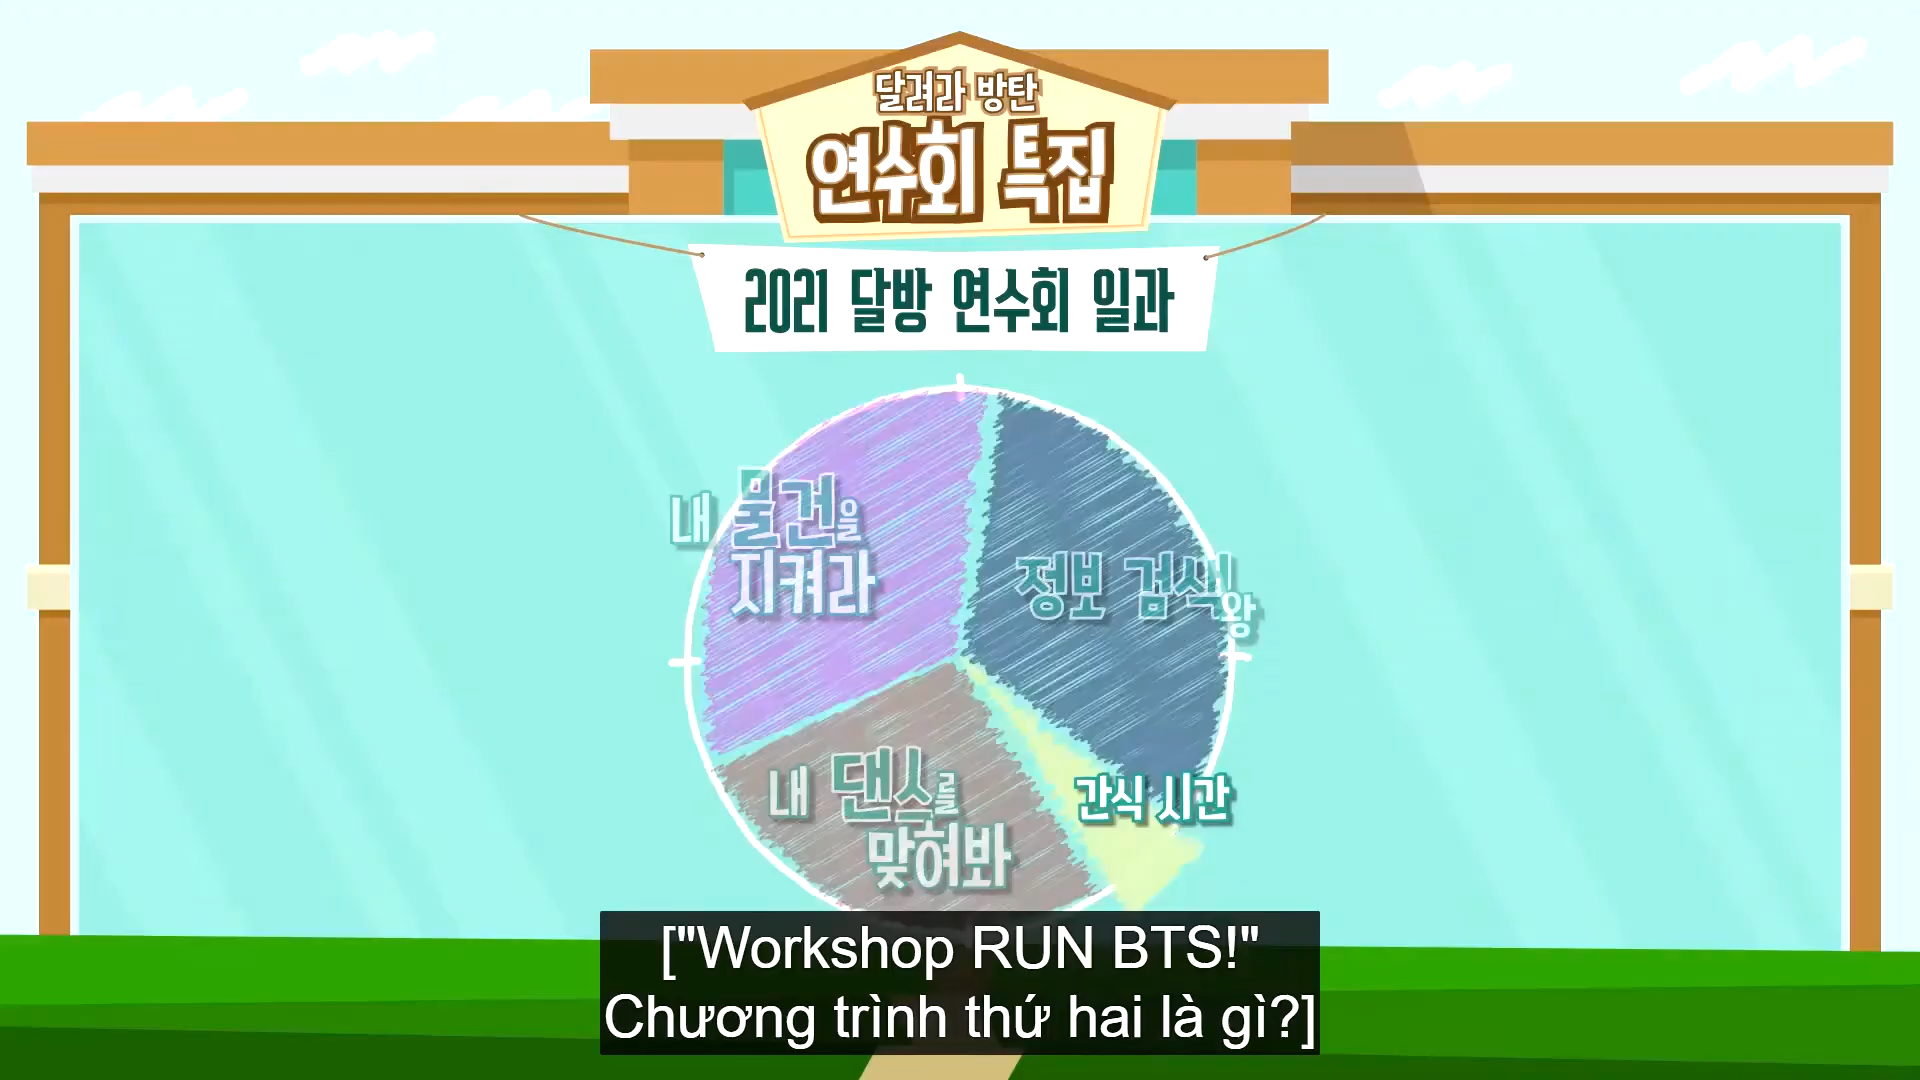 달려라 방탄
연수회 특집
2021 달방 연수회 일과
내 물건을
지켜라
정보 검색왕
내 댄스를
맞혀봐
간식 시간
["Workshop RUN BTS!"
Chương trình thứ hai là gì?]